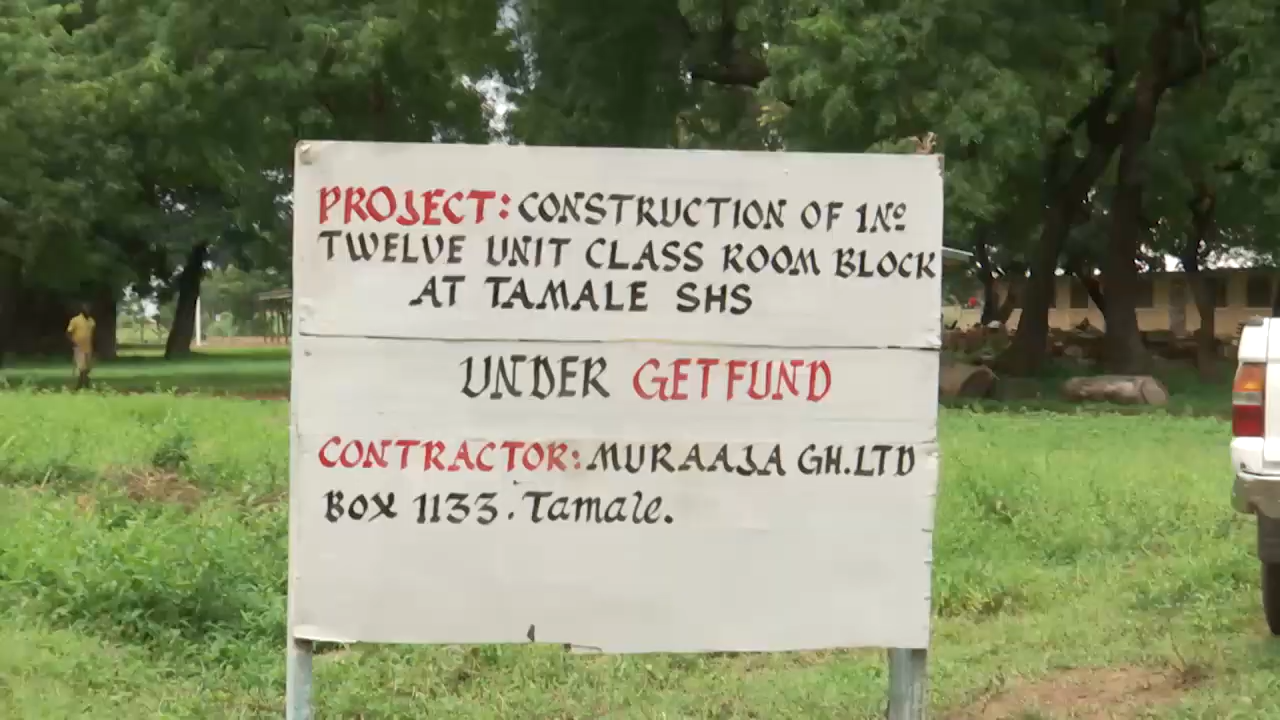 PROJECT: CONSTRUCTION OF 1Nº
TWELVE UNIT CLASS ROOM BLOCK
AT TAMALE SHS
UNDER GETFUND
CONTRACTOR: MURAAJA GH.LTD
BOX 1133. Tamale.